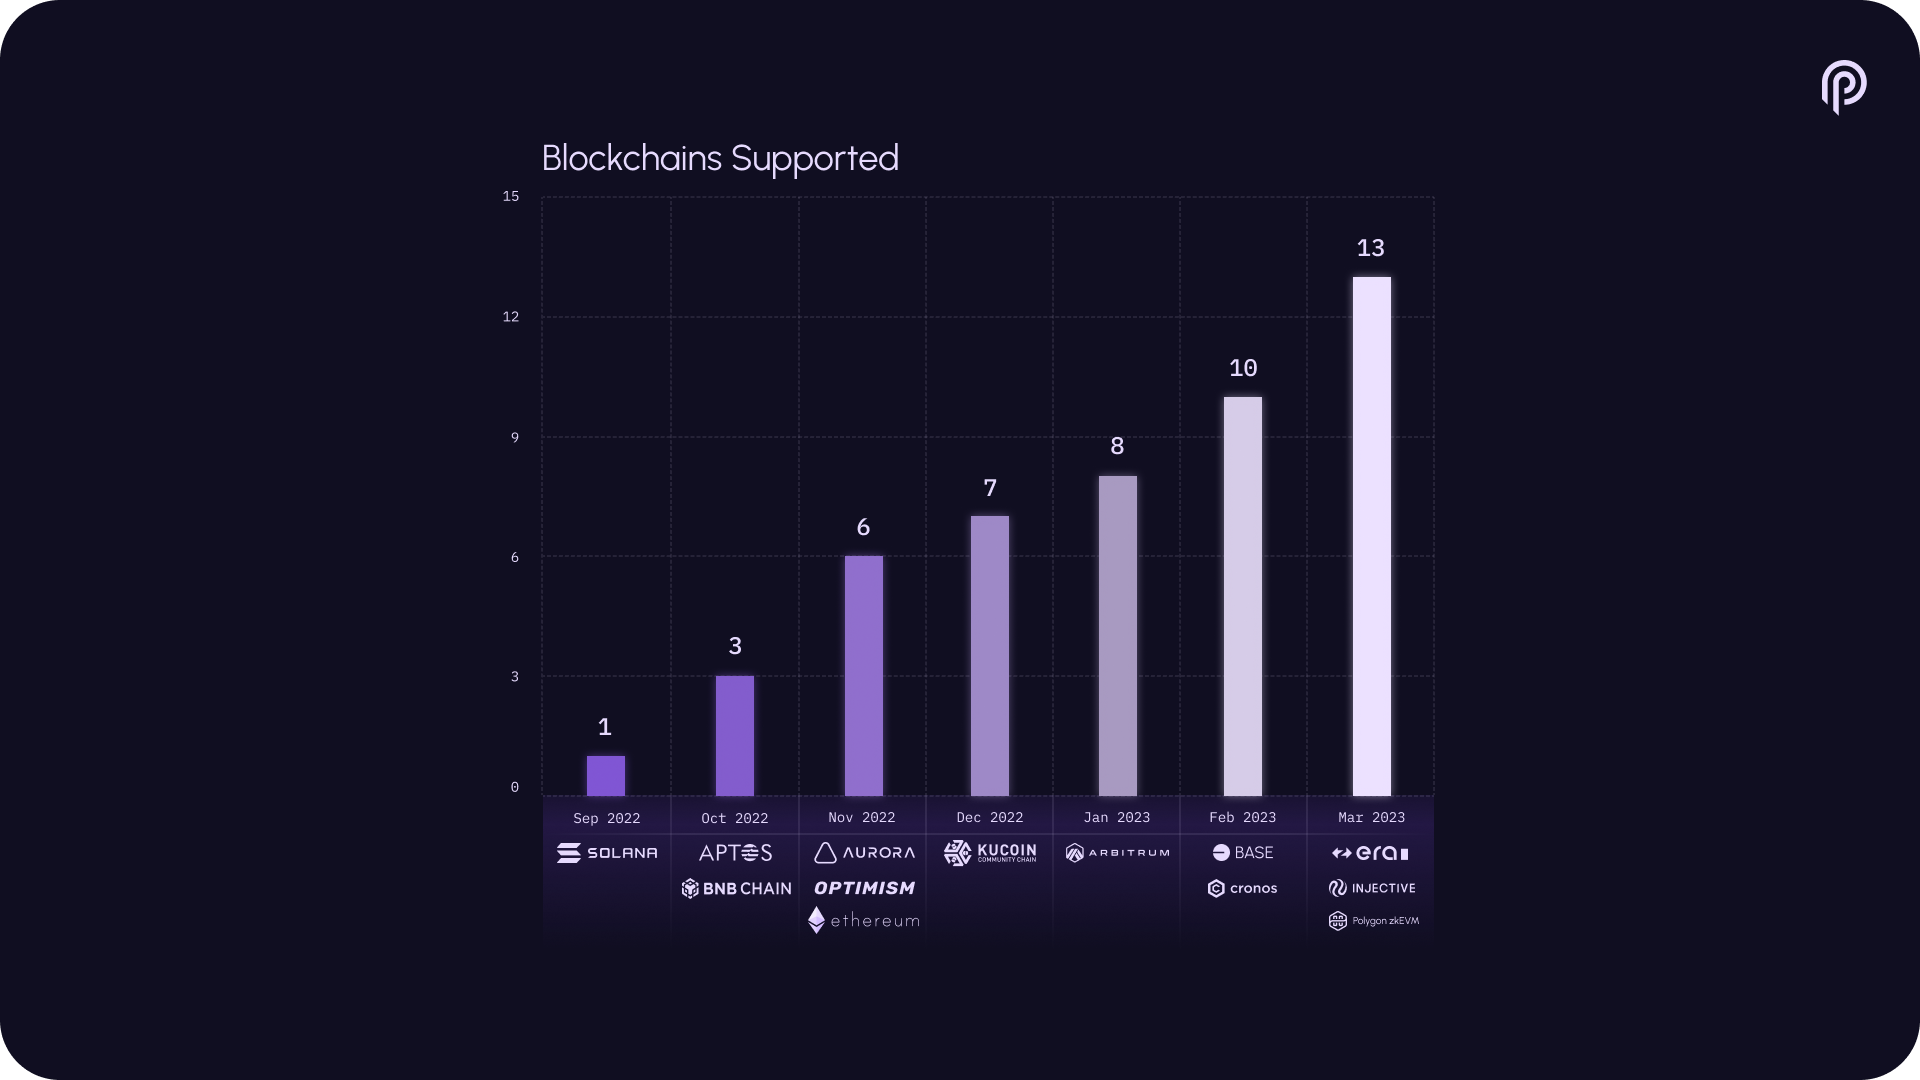 Blockchains Supported
15
12
9
6
3
0
1
3
6
7
8
10
13
Sep 2022 Oct 2022 Nov 2022 Dec 2022 Jan 2023 Feb 2023 Mar 2023
SOLANA APTOS AURORA KUCOIN COMMUNITY CHAIN ARBITRUM BASE era
BNB CHAIN OPTIMISM cronos INJECTIVE
ethereum Polygon zkEVM